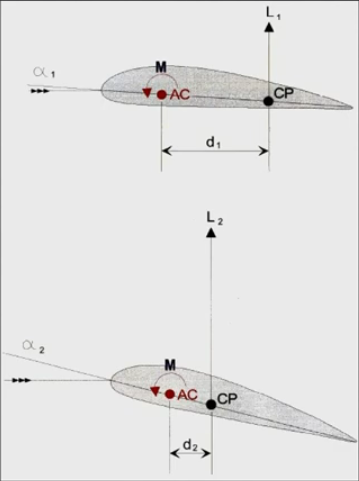 L₁
α₁
M
AC
CP
d₁
L₂
α₂
M
AC
CP
d₂